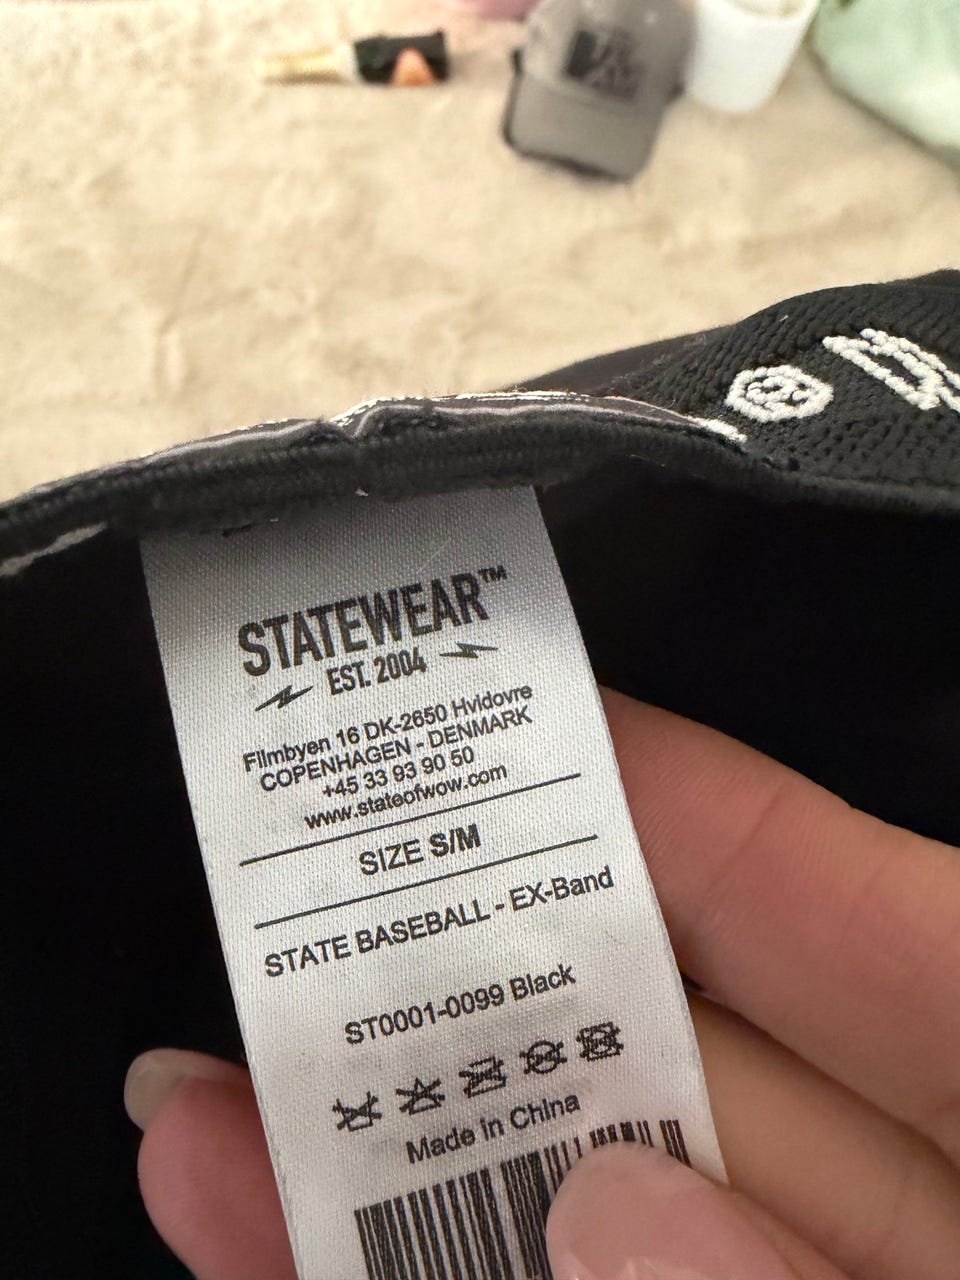 STATEWEAR™
EST. 2004
Filmbyen 16 DK-2650 Hvidovre
COPENHAGEN - DENMARK
+45 33 93 90 50
www.stateofwow.com
SIZE S/M
STATE BASEBALL - EX-Band
ST0001-0099 Black
Made in China